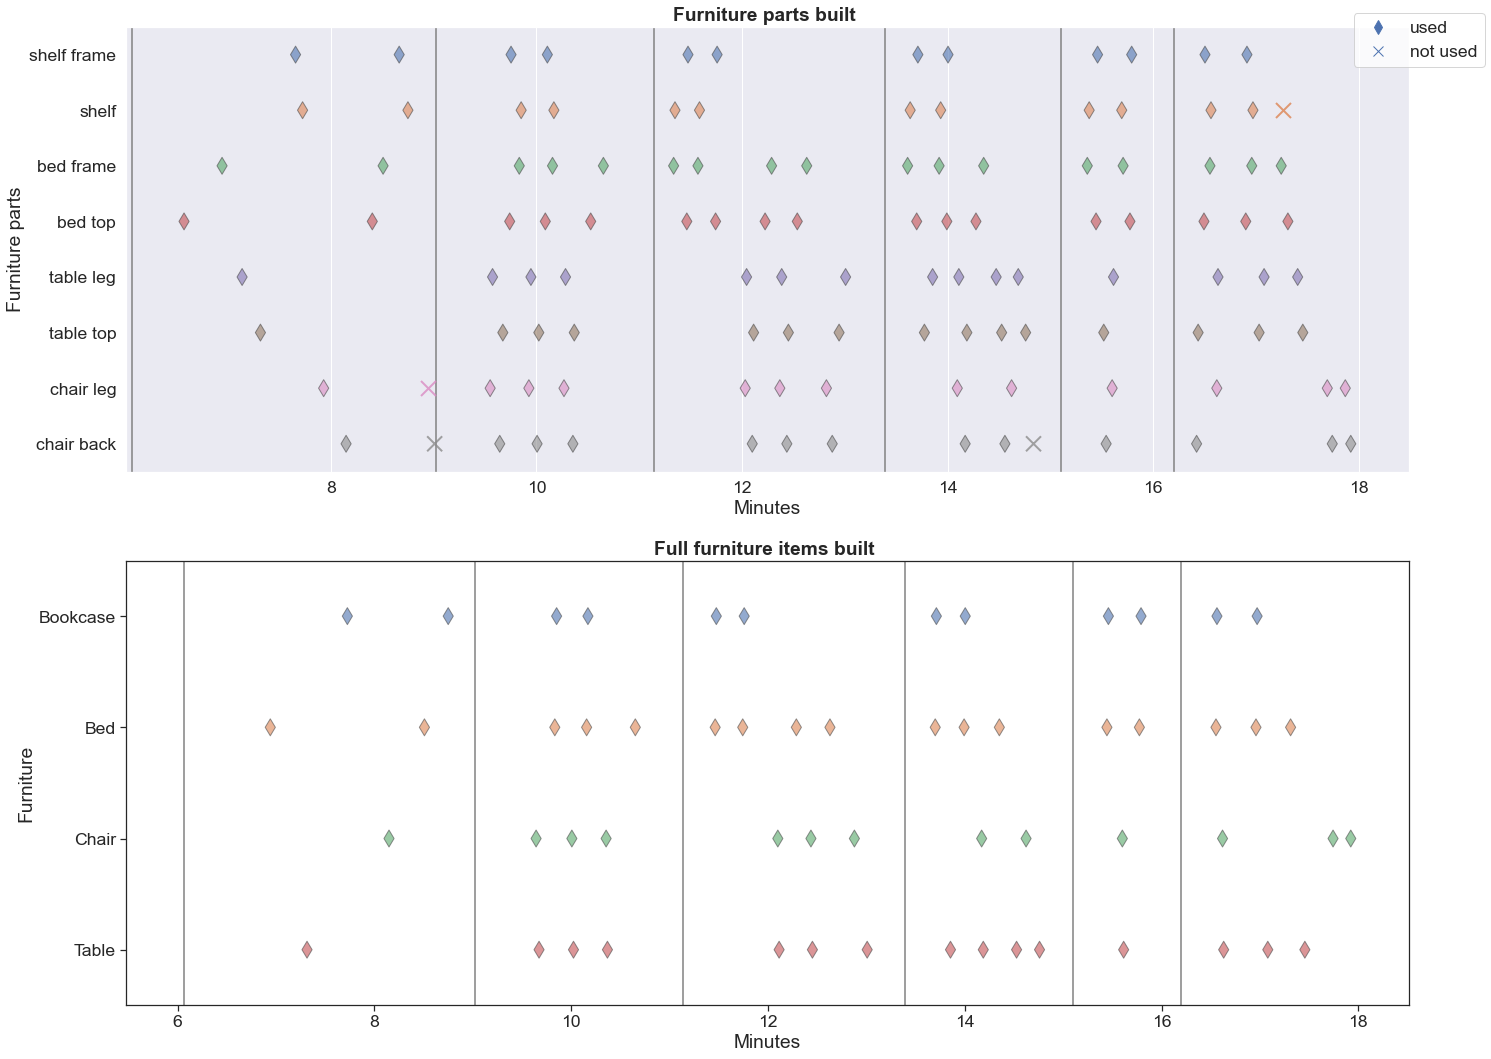 Furniture parts built
used
not used
shelf frame
shelf
bed frame
bed top
table leg
table top
chair leg
chair back
Furniture parts
8 10 12 14 16 18
Minutes
Full furniture items built
Bookcase
Bed
Chair
Table
Furniture
6 8 10 12 14 16 18
Minutes